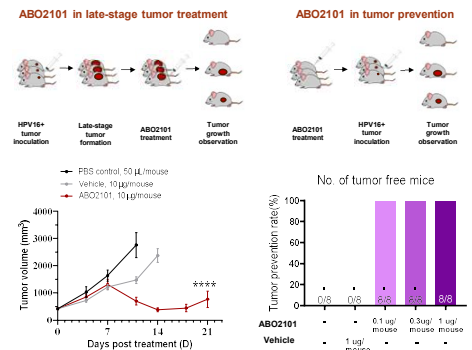 ABO2101 in late-stage tumor treatment
HPV16+
tumor
inoculation
Late-stage
tumor
formation
ABO2101
treatment
Tumor
growth
observation
PBS control, 50 µL/mouse
Vehicle, 10 µg/mouse
ABO2101, 10 µg/mouse
Tumor volume (mm³)
4000
3000
2000
1000
0
****
0
7
14
21
Days post treatment (D)
ABO2101 in tumor prevention
ABO2101
treatment
HPV16+
tumor
inoculation
Tumor
growth
observation
No. of tumor free mice
Tumor prevention rate(%)
100
80
60
40
20
0
0/8
0/8
8/8
8/8
8/8
ABO2101
-
-
0.1 ug/
mouse
0.3ug/
mouse
1 ug/
mouse
Vehicle
-
1 ug/
mouse
-
-
-